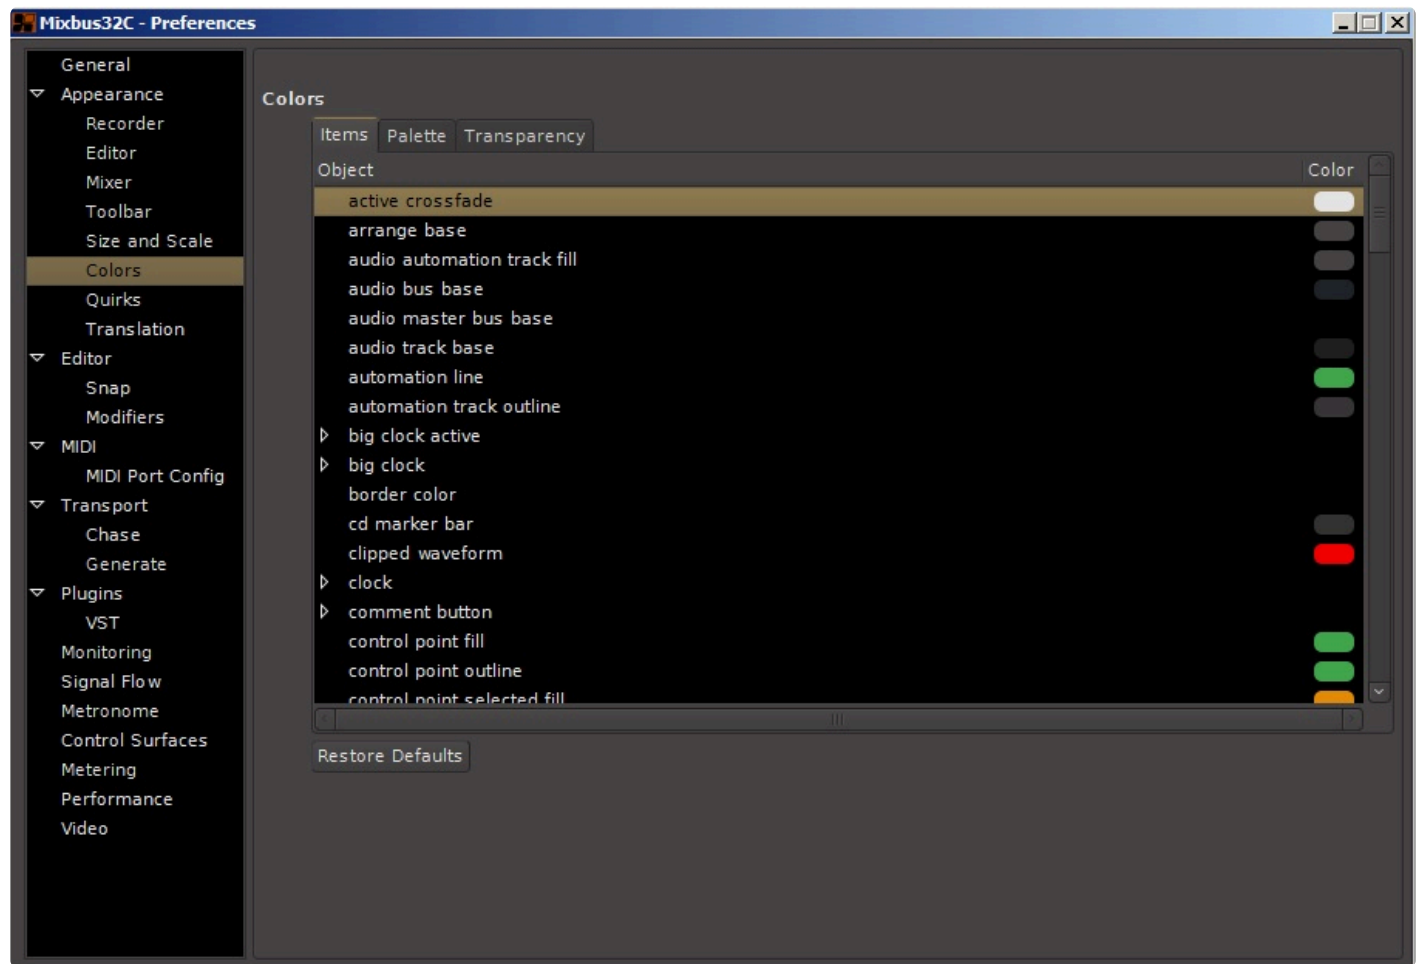 Mixbus32C - Preferences
General
Appearance
Recorder
Editor
Mixer
Toolbar
Size and Scale
Colors
Quirks
Translation
Editor
Snap
Modifiers
MIDI
MIDI Port Config
Transport
Chase
Generate
Plugins
VST
Monitoring
Signal Flow
Metronome
Control Surfaces
Metering
Performance
Video
Colors
Items Palette Transparency
Object Color
active crossfade
arrange base
audio automation track fill
audio bus base
audio master bus base
audio track base
automation line
automation track outline
big clock active
big clock
border color
cd marker bar
clipped waveform
clock
comment button
control point fill
control point outline
control point selected fill
Restore Defaults